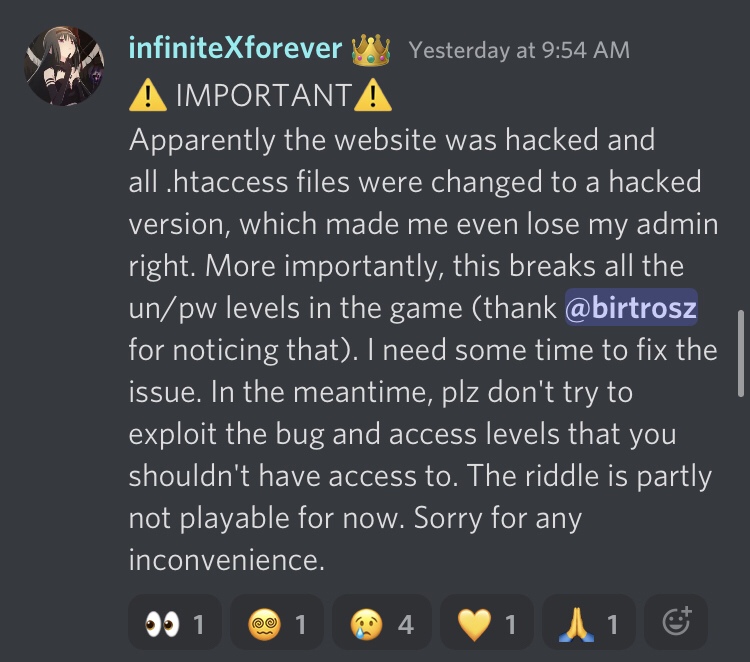 infiniteXforever 👑 Yesterday at 9:54 AM
⚠️ IMPORTANT⚠️
Apparently the website was hacked and
all .htaccess files were changed to a hacked
version, which made me even lose my admin
right. More importantly, this breaks all the
un/pw levels in the game (thank @birtrosz
for noticing that). I need some time to fix the
issue. In the meantime, plz don't try to
exploit the bug and access levels that you
shouldn't have access to. The riddle is partly
not playable for now. Sorry for any
inconvenience.
👀 1 😵‍💫 1 😢 4 💛 1 🙏 1